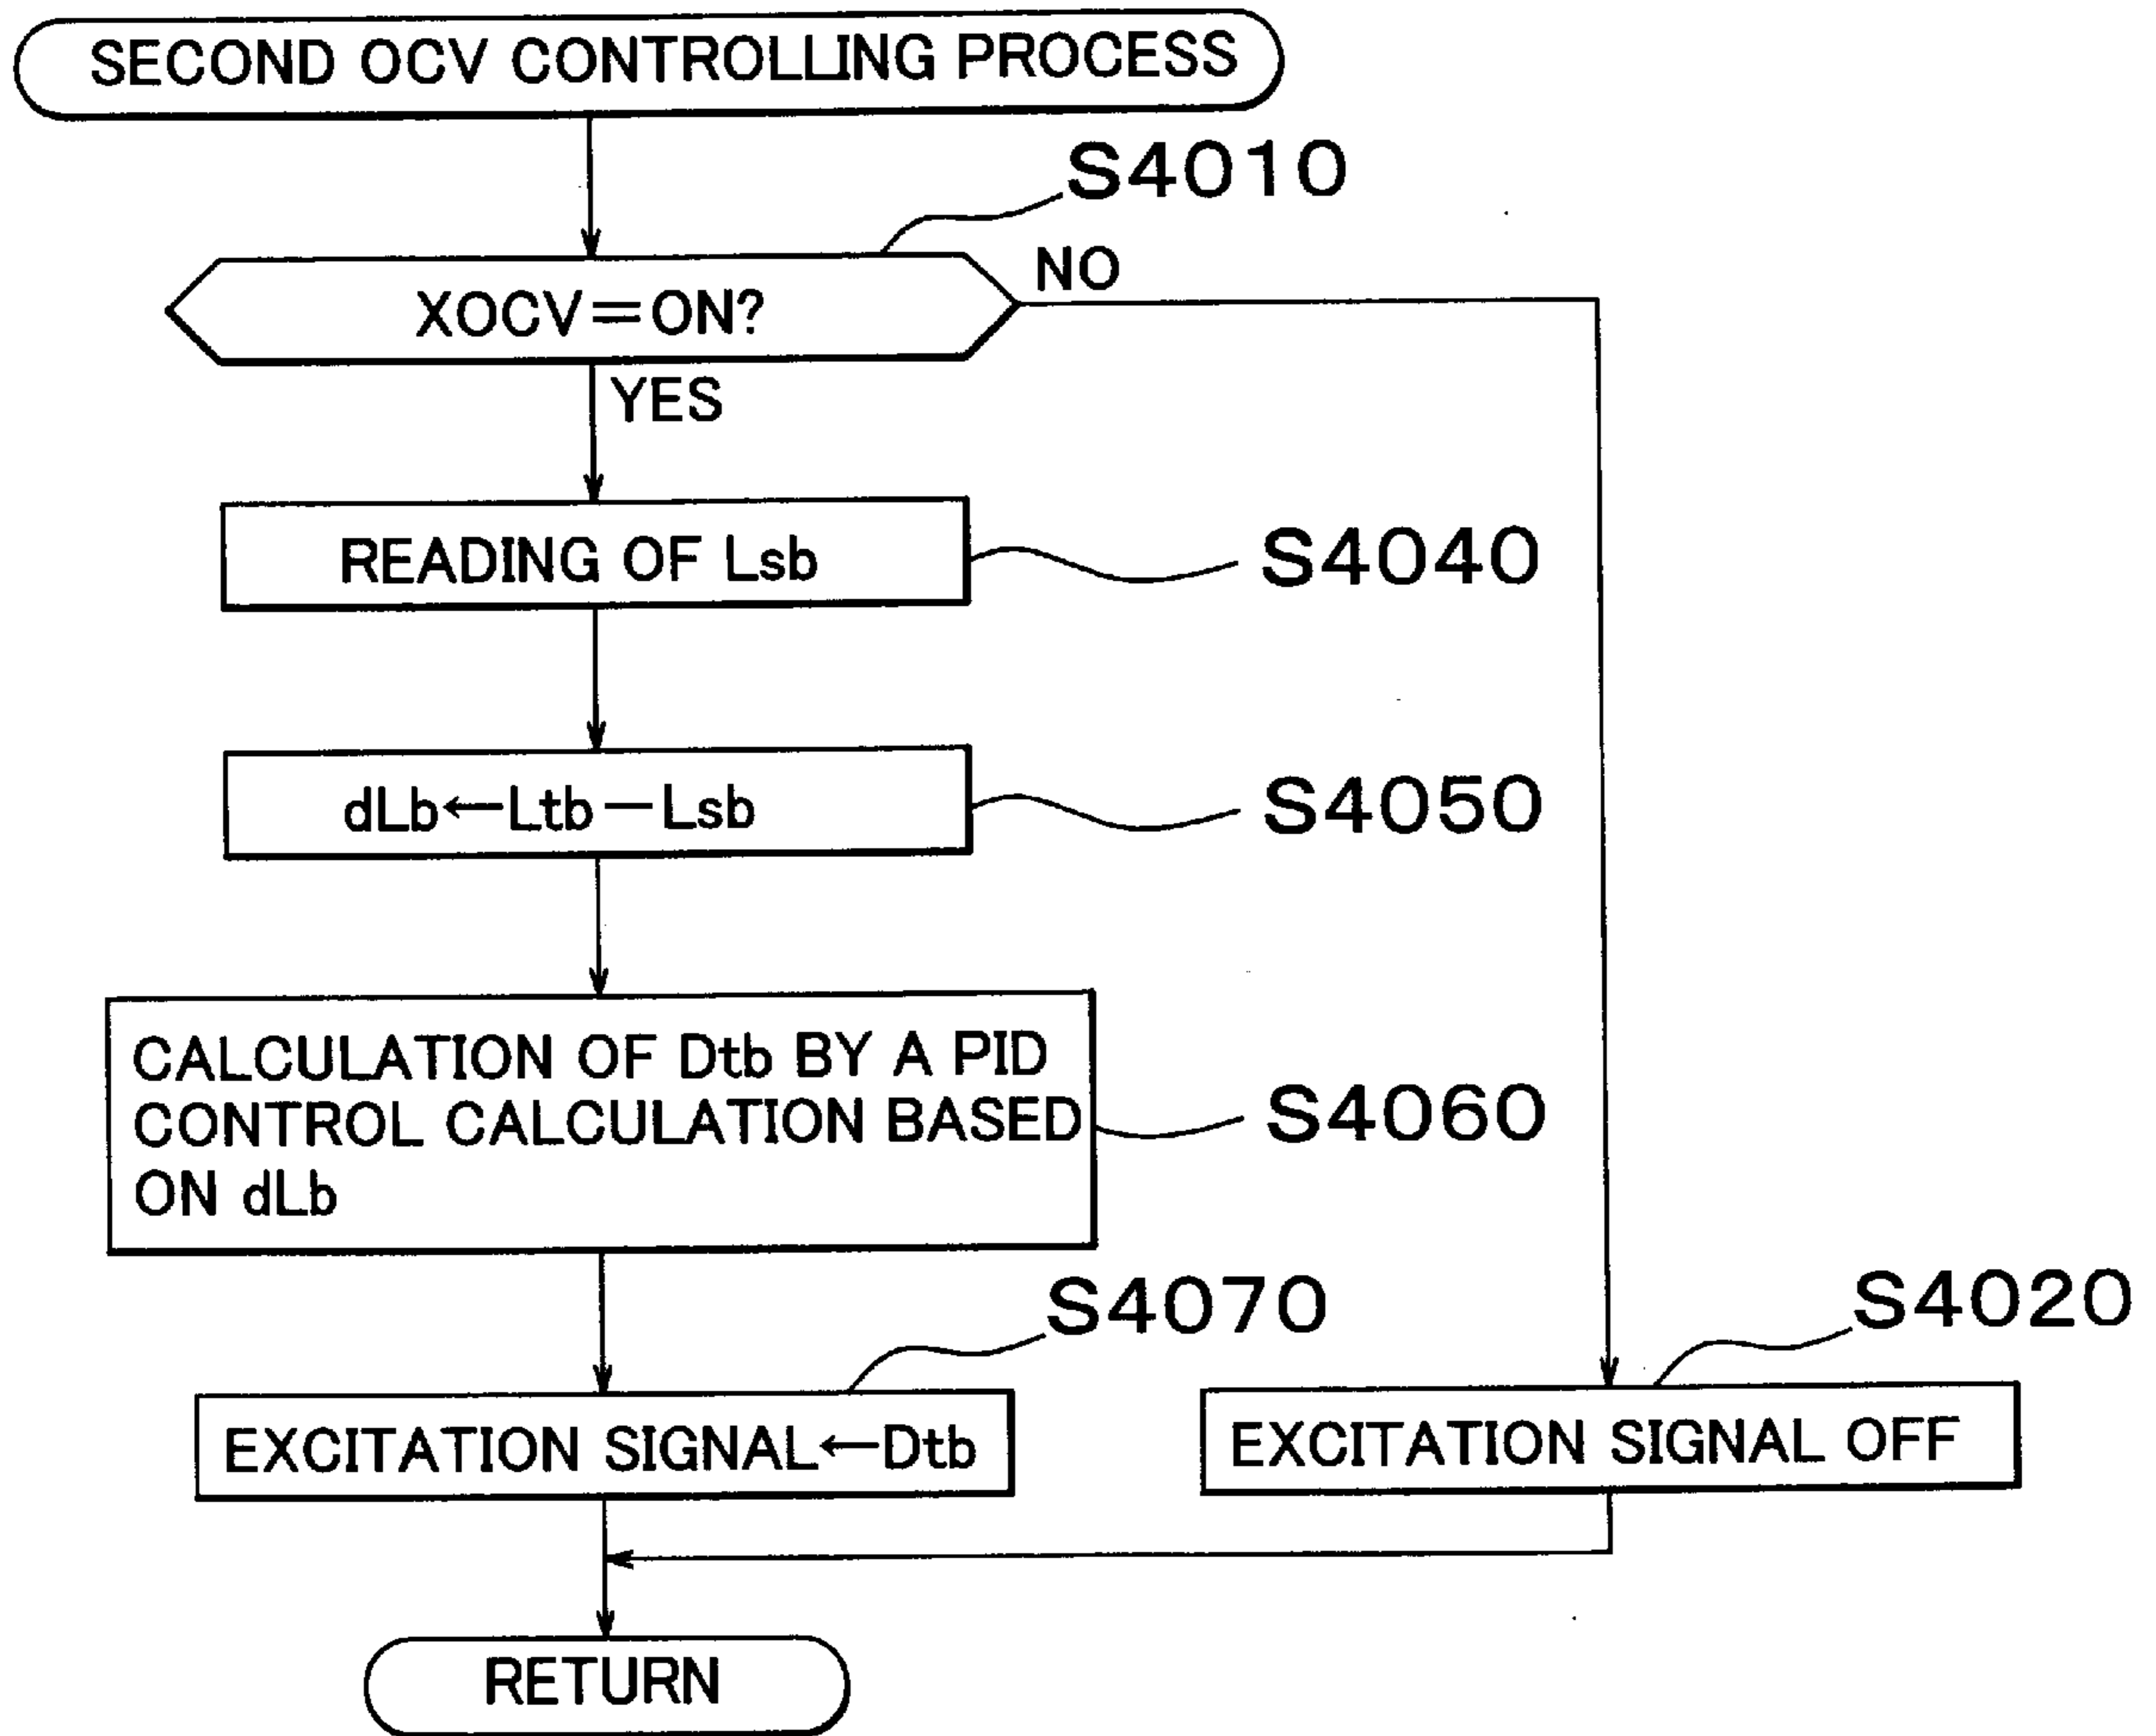 SECOND OCV CONTROLLING PROCESS
S4010
XOCV=ON?
NO
YES
READING OF Lsb
S4040
dLb←Ltb－Lsb
S4050
CALCULATION OF Dtb BY A PID
CONTROL CALCULATION BASED
ON dLb
S4060
S4070
EXCITATION SIGNAL←Dtb
S4020
EXCITATION SIGNAL OFF
RETURN